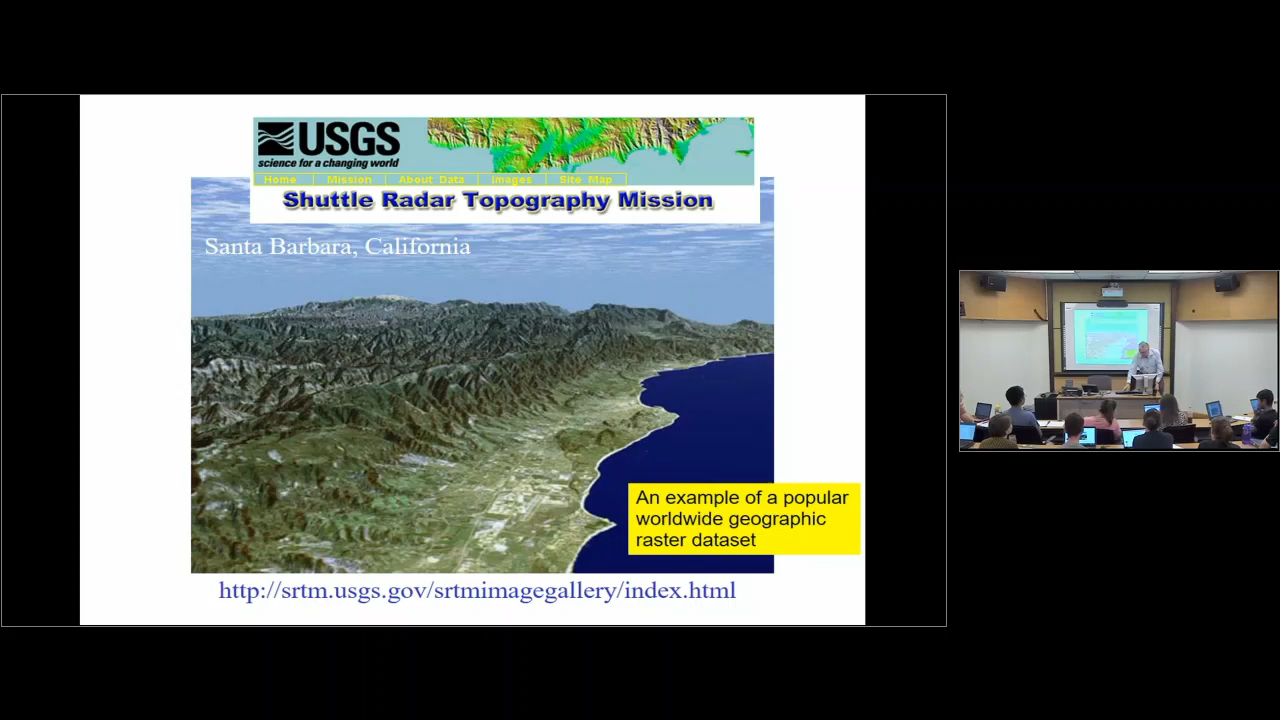 USGS
science for a changing world
Home Mission About Data Images Site Map
Shuttle Radar Topography Mission
Santa Barbara, California
An example of a popular
worldwide geographic
raster dataset
http://srtm.usgs.gov/srtmimagegallery/index.html